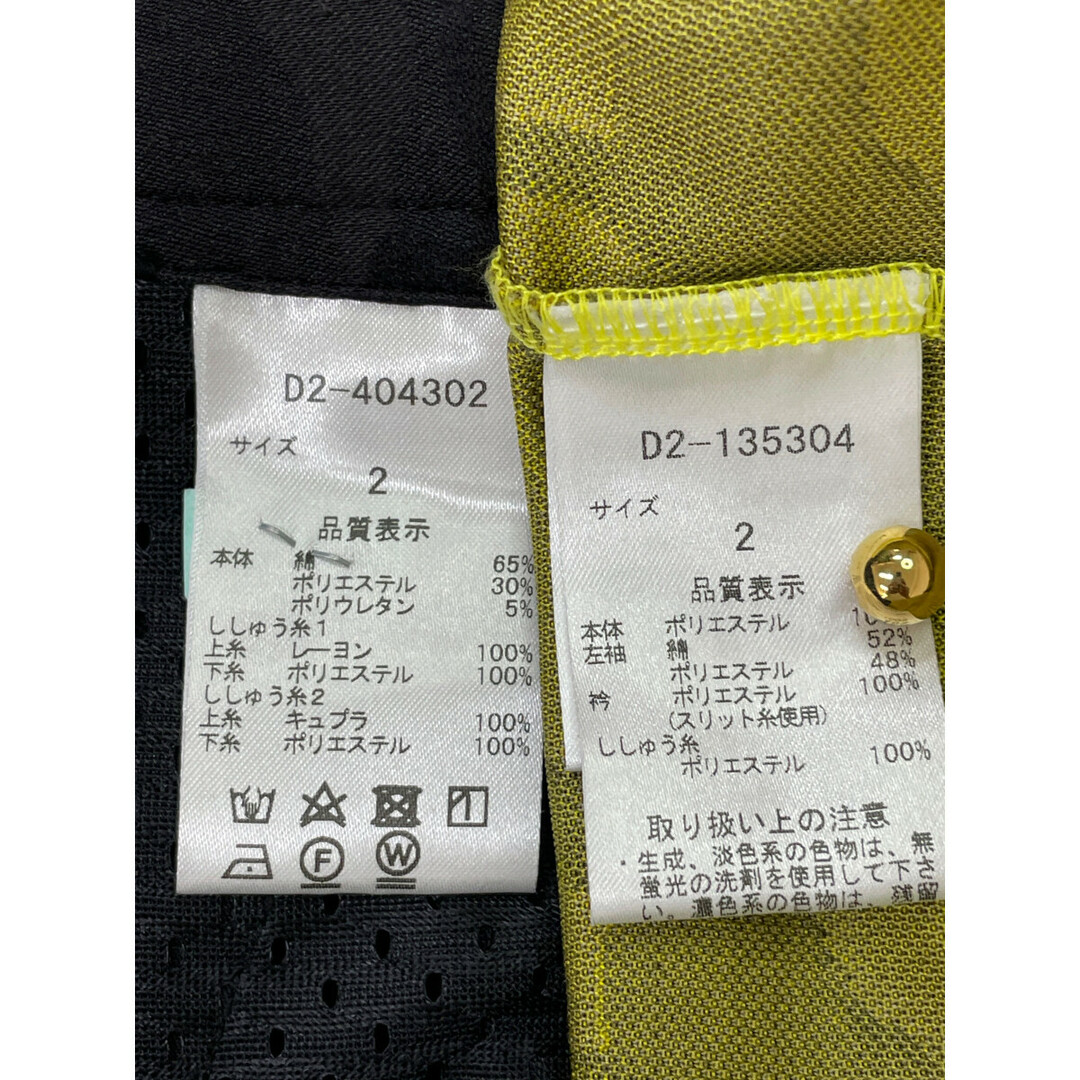 D2-404302
サイズ
2
品質表示
本体 綿 65%
ポリエステル 30%
ポリウレタン 5%
ししゅう糸1
上糸 レーヨン 100%
下糸 ポリエステル 100%
ししゅう糸2
上糸 キュプラ 100%
下糸 ポリエステル 100%
F
W
D2-135304
サイズ
2
品質表示
本体 ポリエステル
左袖 綿 52%
ポリエステル 48%
衿 ポリエステル 100%
(スリット糸使用)
ししゅう糸
ポリエステル 100%
取り扱い上の注意
・生成、淡色系の色物は、無
蛍光の洗剤を使用して下さ
い。濃色系の色物は、残留